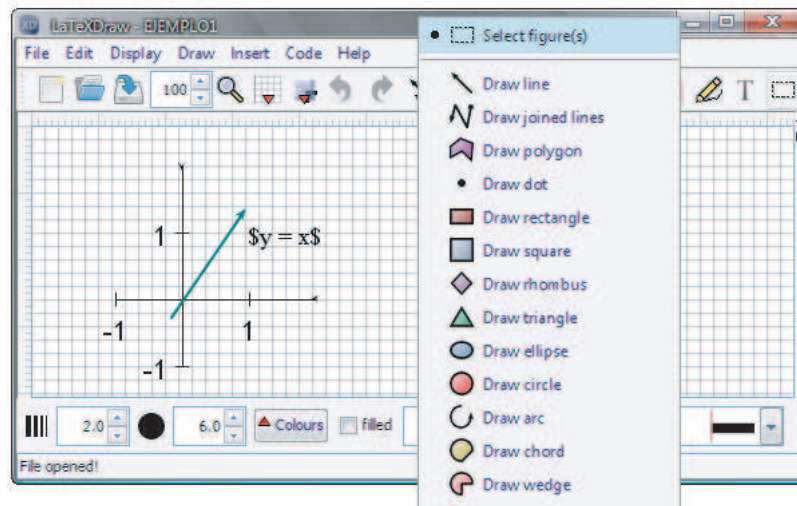 LaTeXDraw - EJEMPLO1
File Edit Display Draw Insert Code Help
100
T
1
$y = x$
-1
1
-1
2.0
6.0
Colours
filled
File opened!
Select figure(s)
Draw line
Draw joined lines
Draw polygon
Draw dot
Draw rectangle
Draw square
Draw rhombus
Draw triangle
Draw ellipse
Draw circle
Draw arc
Draw chord
Draw wedge